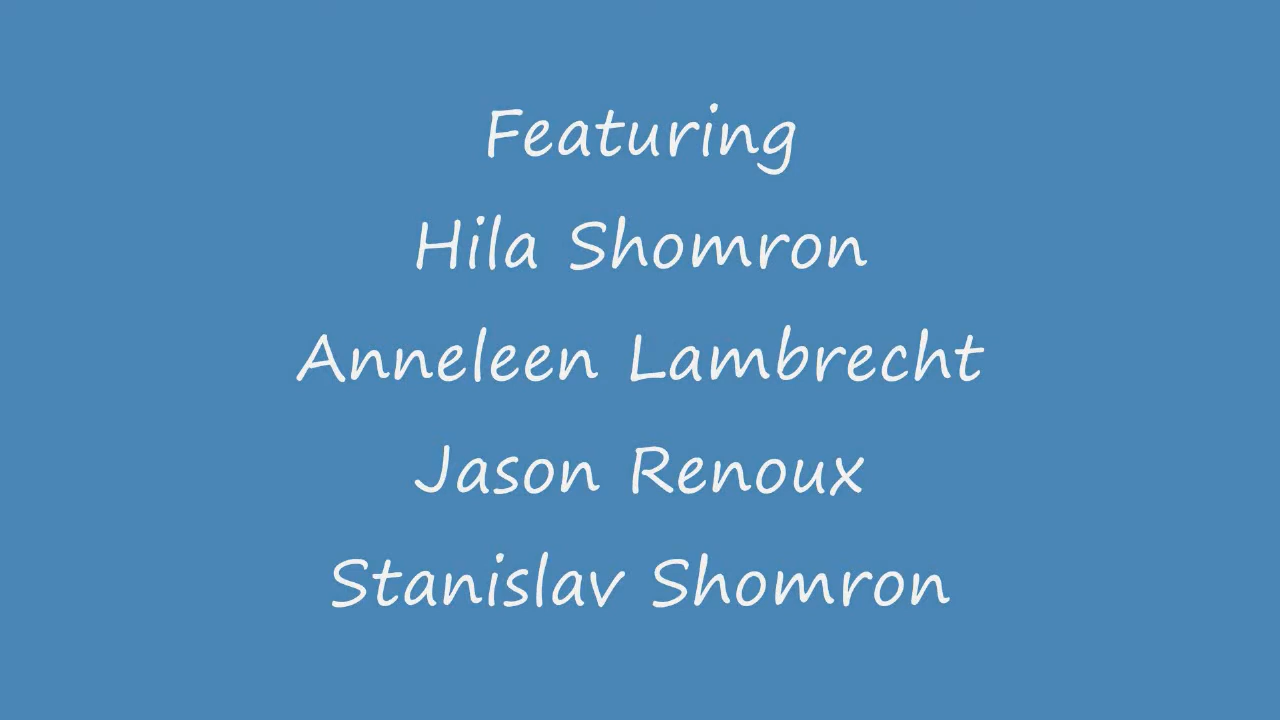 Featuring
Hila Shomron
Anneleen Lambrecht
Jason Renoux
Stanislav Shomron